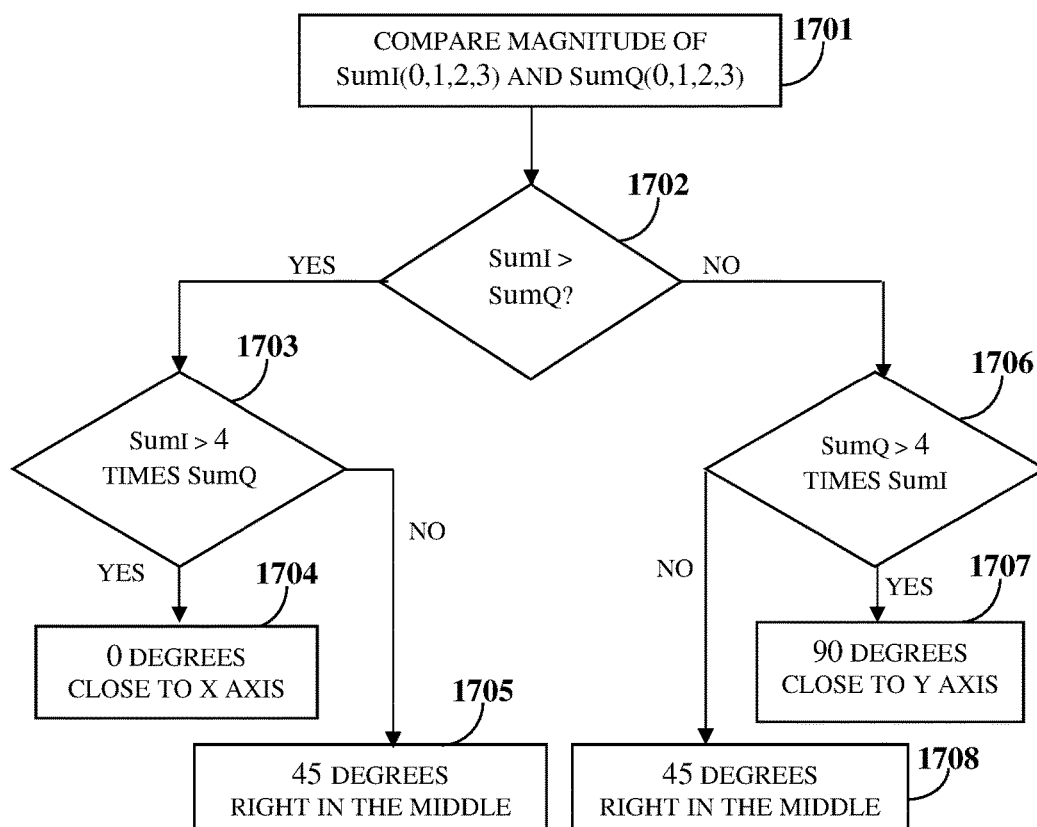 1701
COMPARE MAGNITUDE OF
SumI(0,1,2,3) AND SumQ(0,1,2,3)
1702
SumI >
SumQ?
YES
NO
1703
SumI > 4
TIMES SumQ
1706
SumQ > 4
TIMES SumI
YES
NO
NO
YES
1704
0 DEGREES
CLOSE TO X AXIS
1707
90 DEGREES
CLOSE TO Y AXIS
1705
45 DEGREES
RIGHT IN THE MIDDLE
1708
45 DEGREES
RIGHT IN THE MIDDLE